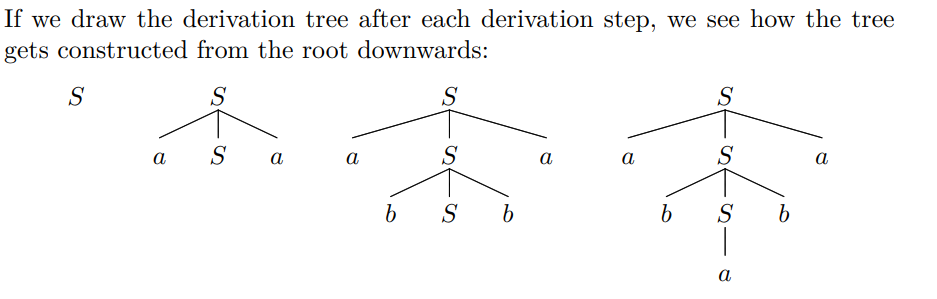 If we draw the derivation tree after each derivation step, we see how the tree
gets constructed from the root downwards:
S S S S
a S a a S a a S a
b S b b S b
a